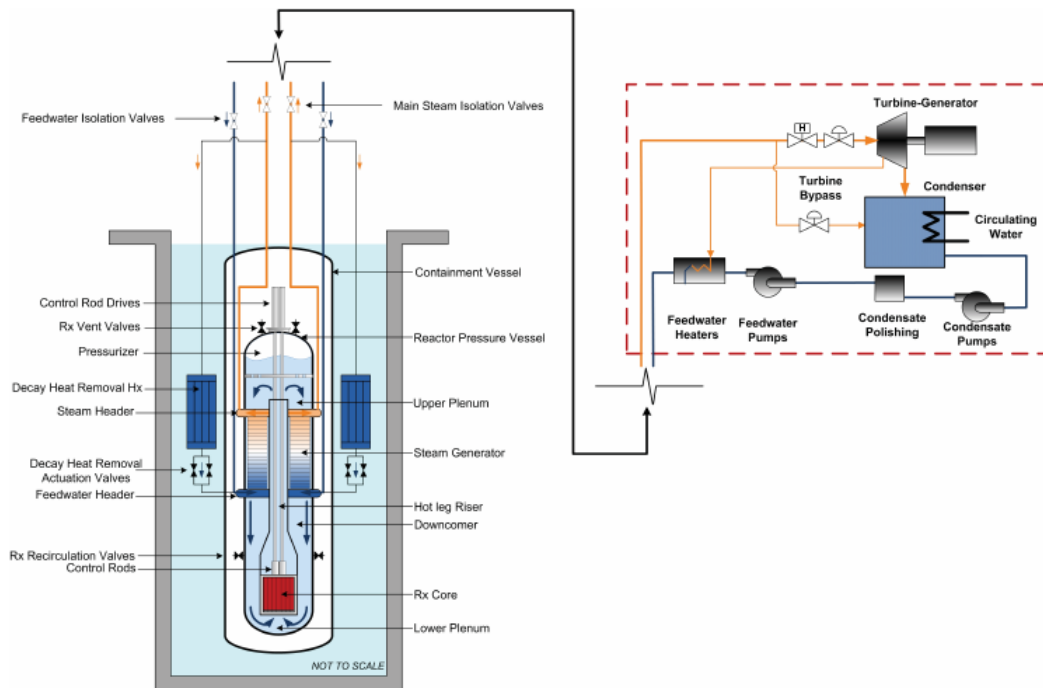 Feedwater Isolation Valves
Main Steam Isolation Valves
Containment Vessel
Control Rod Drives
Rx Vent Valves
Reactor Pressure Vessel
Pressurizer
Decay Heat Removal Hx
Upper Plenum
Steam Header
Steam Generator
Decay Heat Removal
Actuation Valves
Feedwater Header
Hot leg Riser
Downcomer
Rx Recirculation Valves
Control Rods
Rx Core
Lower Plenum
NOT TO SCALE
Turbine-Generator
H
Turbine
Bypass
Condenser
Circulating
Water
Feedwater
Heaters
Feedwater
Pumps
Condensate
Polishing
Condensate
Pumps